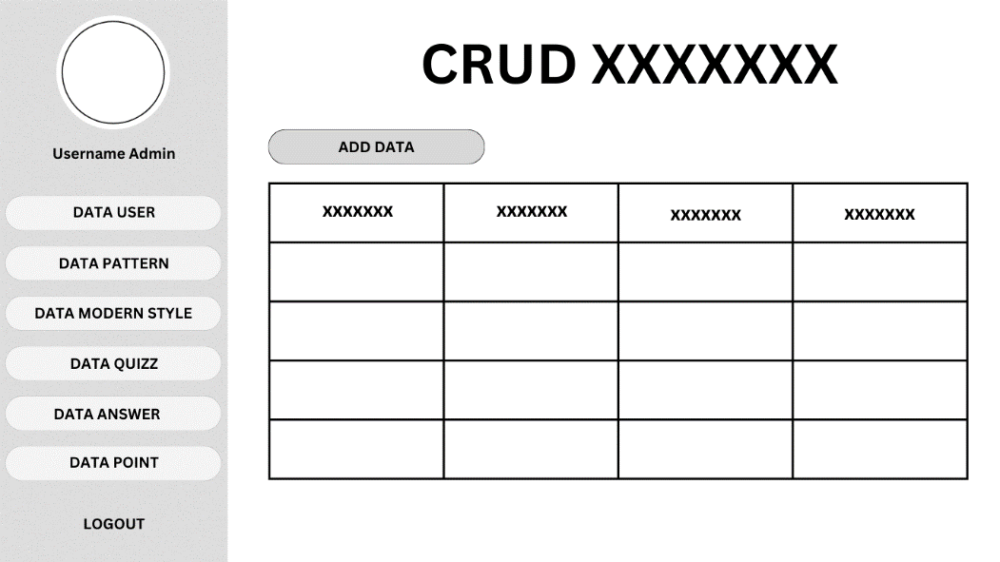 CRUD XXXXXXX
Username Admin
DATA USER
DATA PATTERN
DATA MODERN STYLE
DATA QUIZZ
DATA ANSWER
DATA POINT
LOGOUT
ADD DATA
XXXXXXX XXXXXXX XXXXXXX XXXXXXX